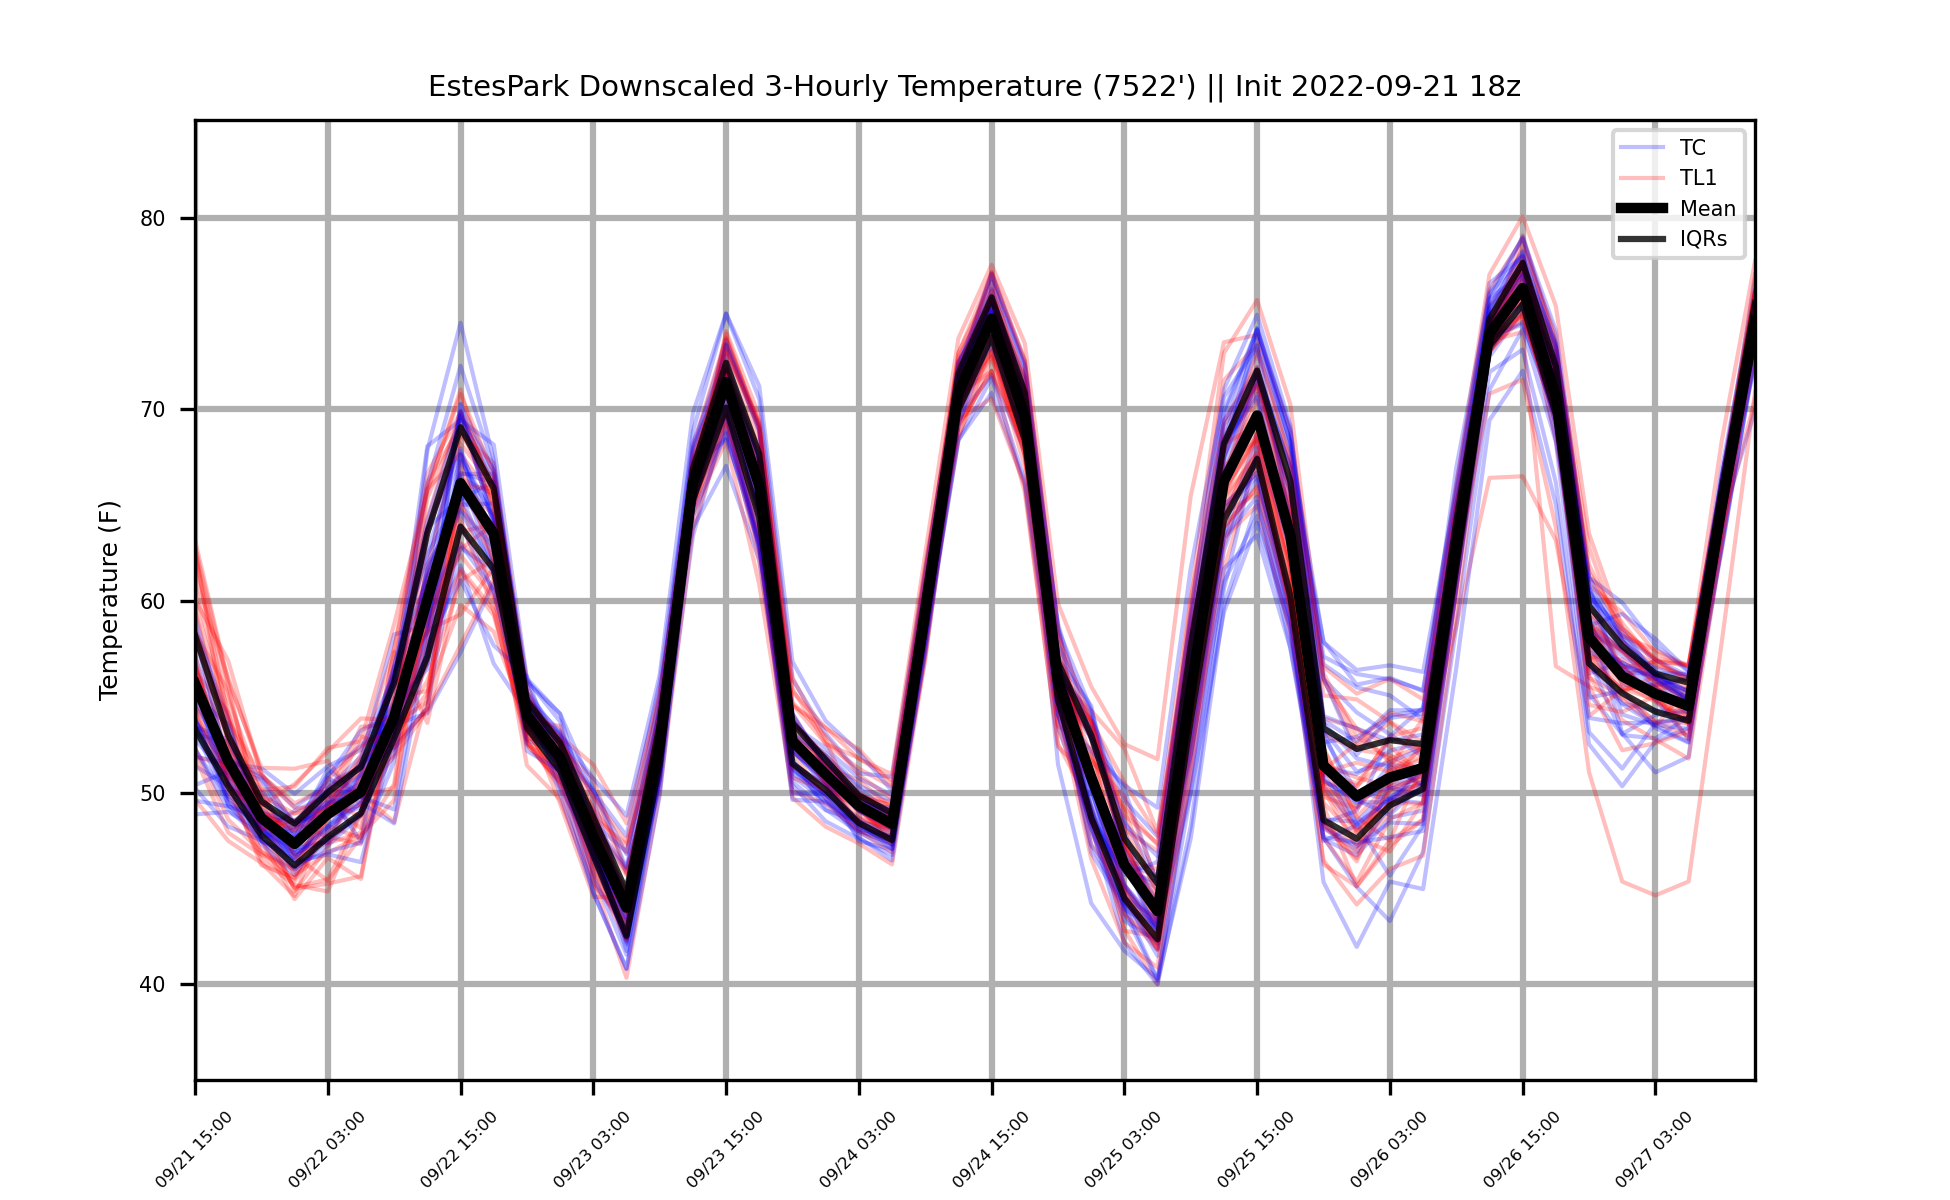 EstesPark Downscaled 3-Hourly Temperature (7522') || Init 2022-09-21 18z
TC
TL1
Mean
IQRs
Temperature (F)
80
70
60
50
40
09/21 15:00
09/22 03:00
09/22 15:00
09/23 03:00
09/23 15:00
09/24 03:00
09/24 15:00
09/25 03:00
09/25 15:00
09/26 03:00
09/26 15:00
09/27 03:00